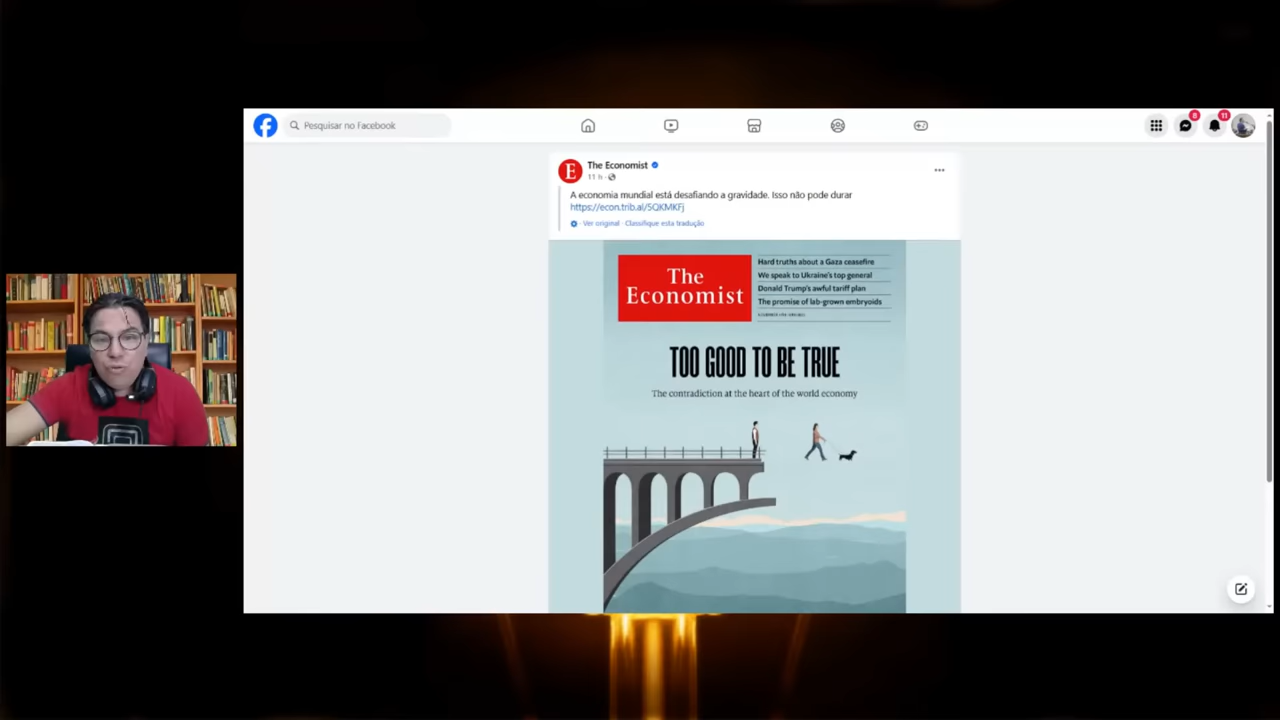 Pesquisar no Facebook
8
11
The Economist
11 h
A economia mundial está desafiando a gravidade. Isso não pode durar
https://econ.trib.al/5QKMKFj
Ver original · Classifique esta tradução
The
Economist
Hard truths about a Gaza ceasefire
We speak to Ukraine's top general
Donald Trump's awful tariff plan
The promise of lab-grown embryoids
TOO GOOD TO BE TRUE
The contradiction at the heart of the world economy